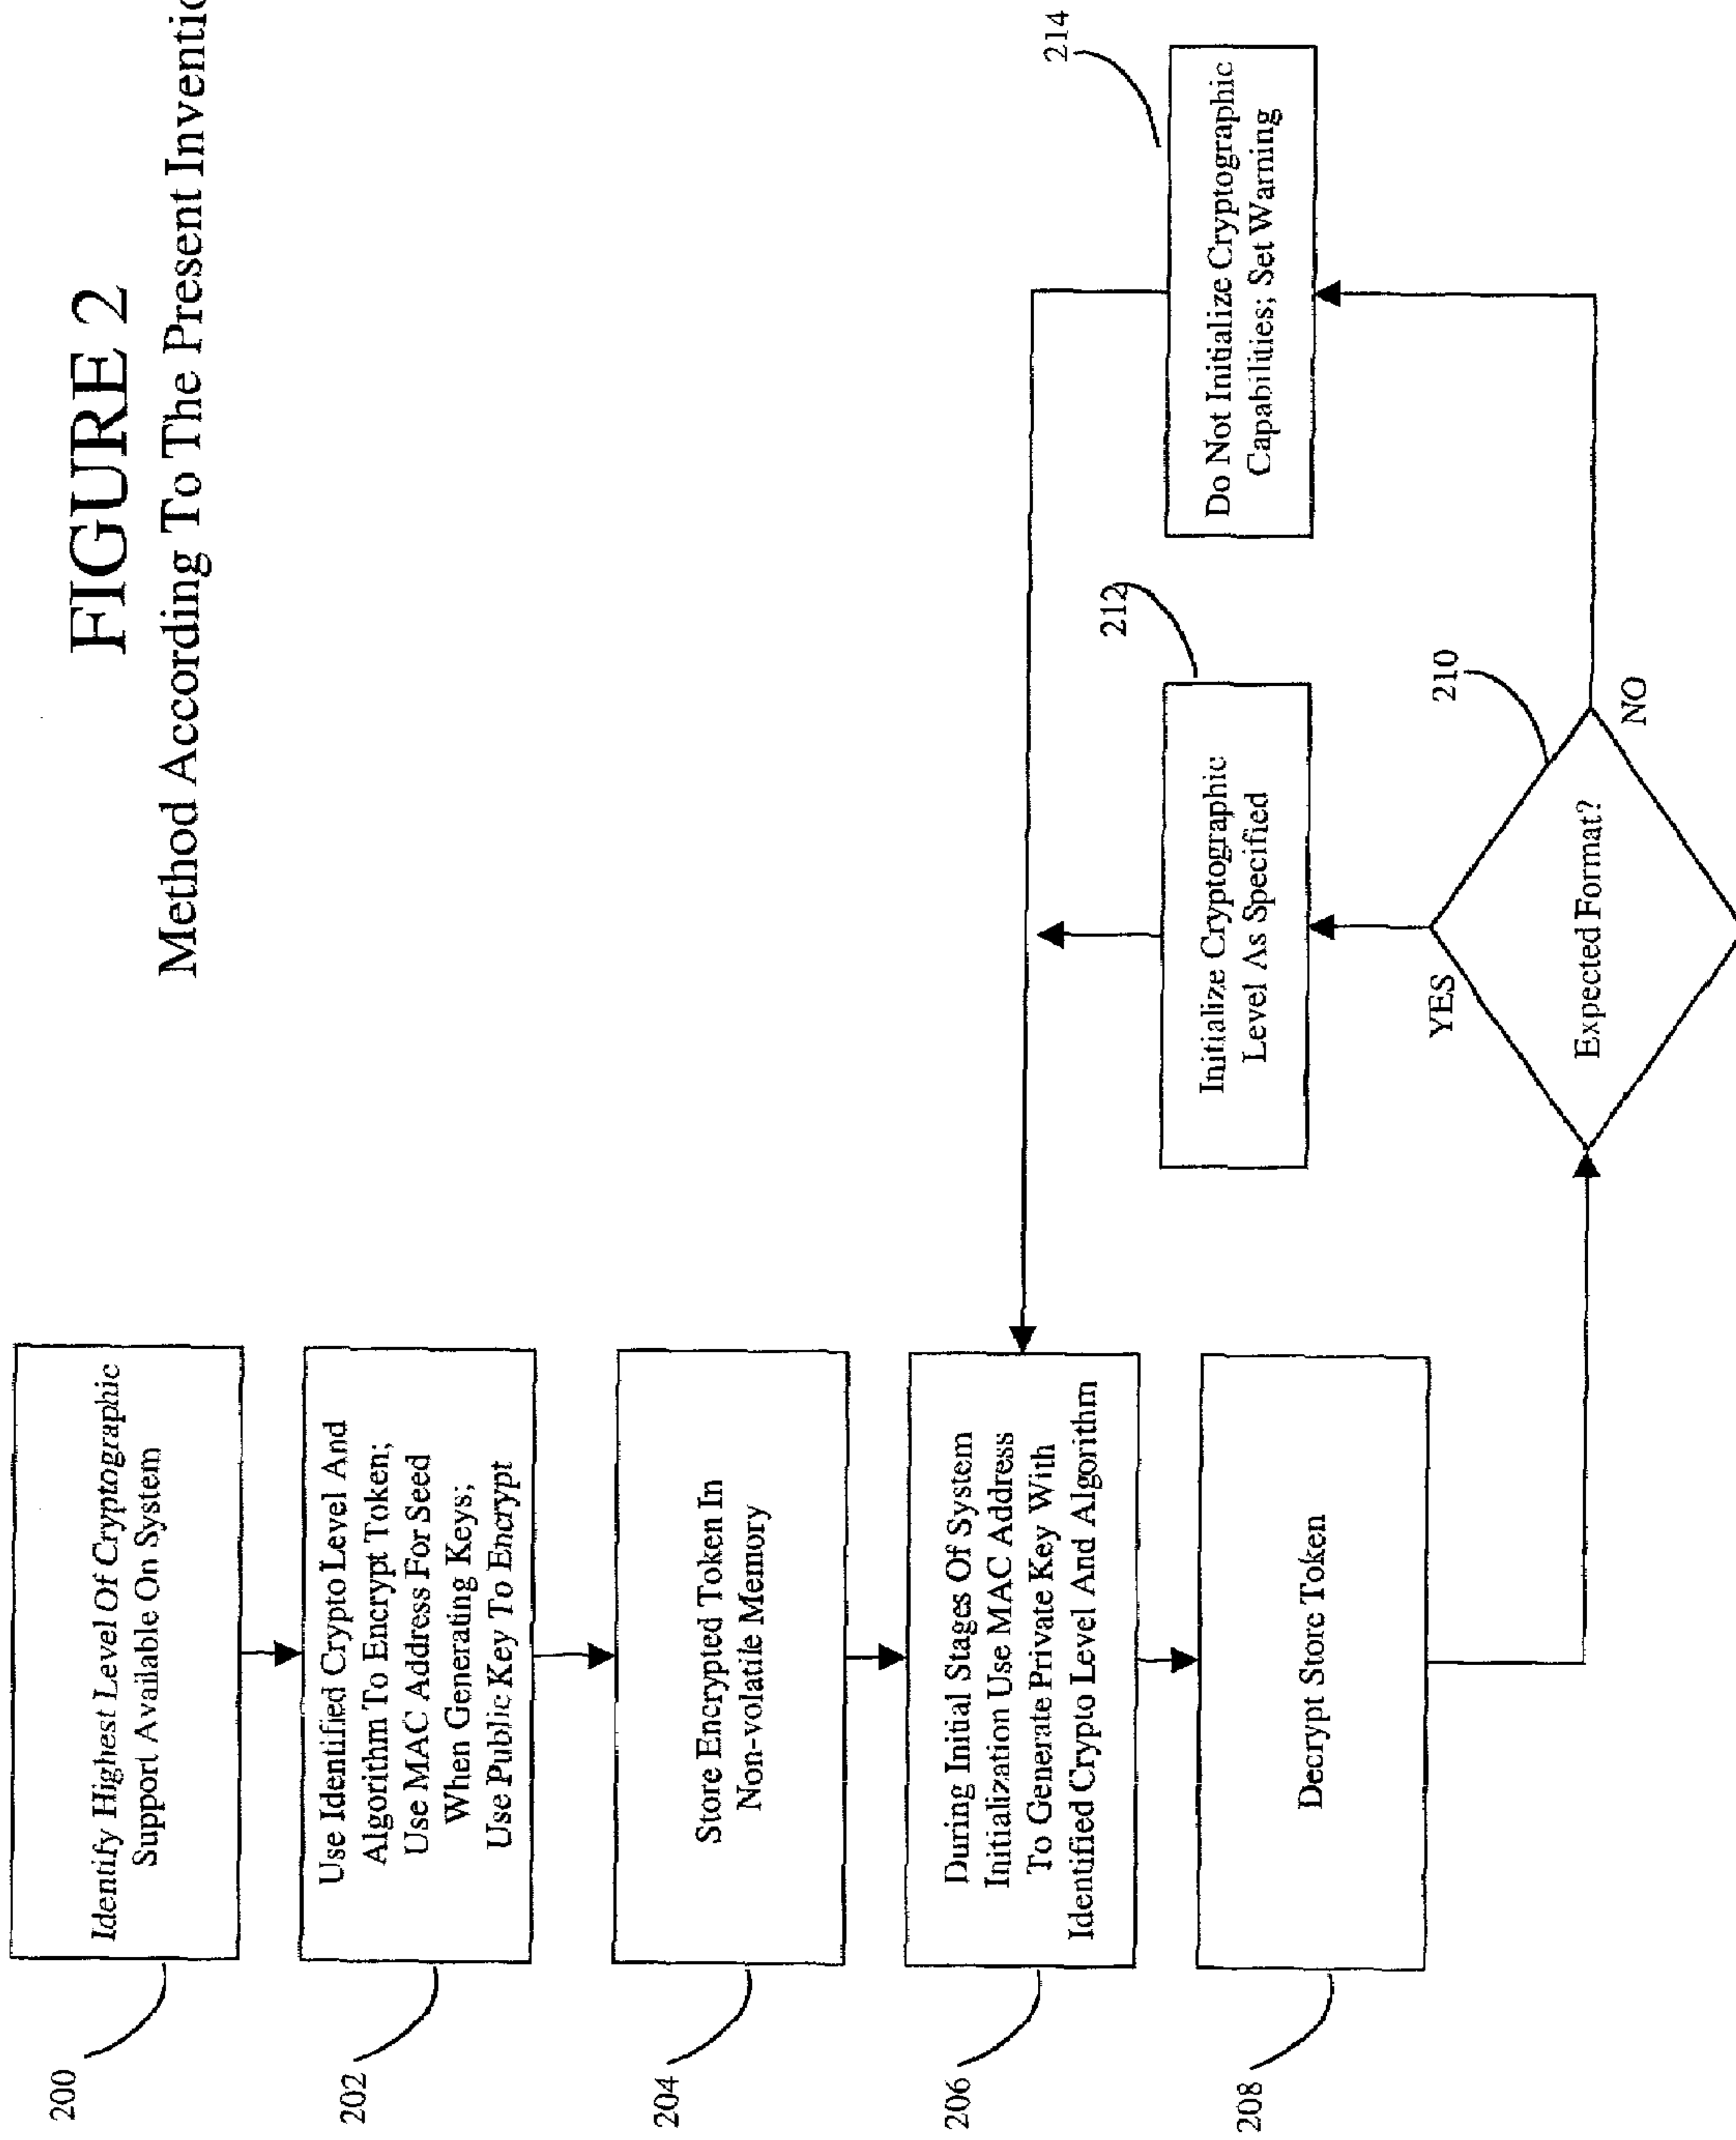 FIGURE 2
Method According To The Present
200
Identify Highest Level Of Cryptographic
Support Available On System
202
Use Identified Crypto Level And
Algorithm To Encrypt Token;
Use MAC Address For Seed
When Generating Keys;
Use Public Key To Encrypt
204
Store Encrypted Token In
Non-volatile Memory
206
During Initial Stages Of System
Initialization Use MAC Address
To Generate Private Key With
Identified Crypto Level And Algorithm
208
Decrypt Store Token
210
Expected Format?
YES
NO
212
Initialize Cryptographic
Level As Specified
214
Do Not Initialize Cryptographic
Capabilities; Set Warning